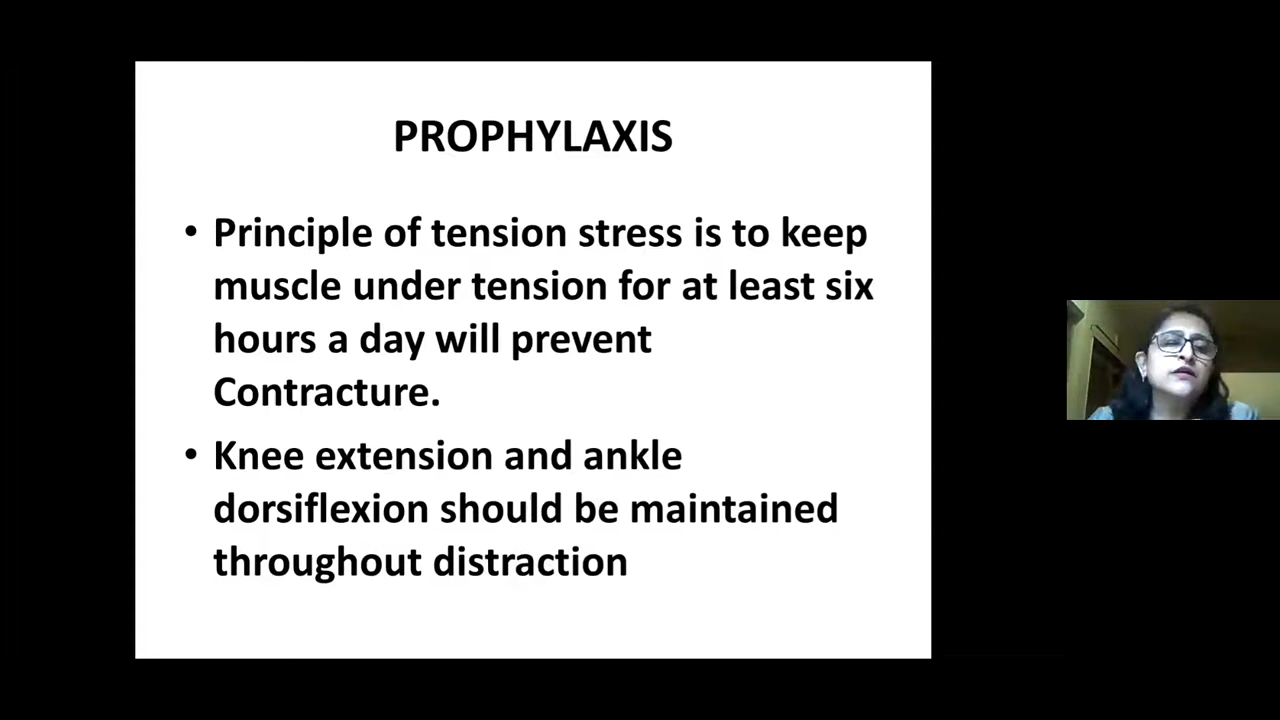 PROPHYLAXIS
• Principle of tension stress is to keep
muscle under tension for at least six
hours a day will prevent
Contracture.
• Knee extension and ankle
dorsiflexion should be maintained
throughout distraction